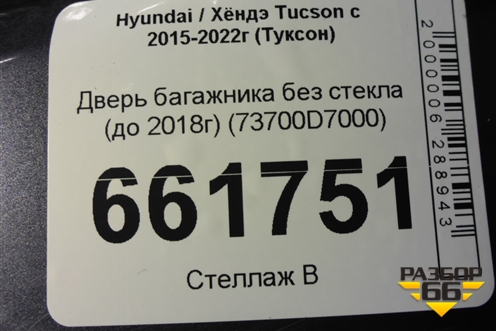 Hyundai / Хёндэ Tucson с
2015-2022г (Туксон)
Дверь багажника без стекла
(до 2018г) (73700D7000)
661751
Стеллаж В
2000006288943
РАЗБОР
66